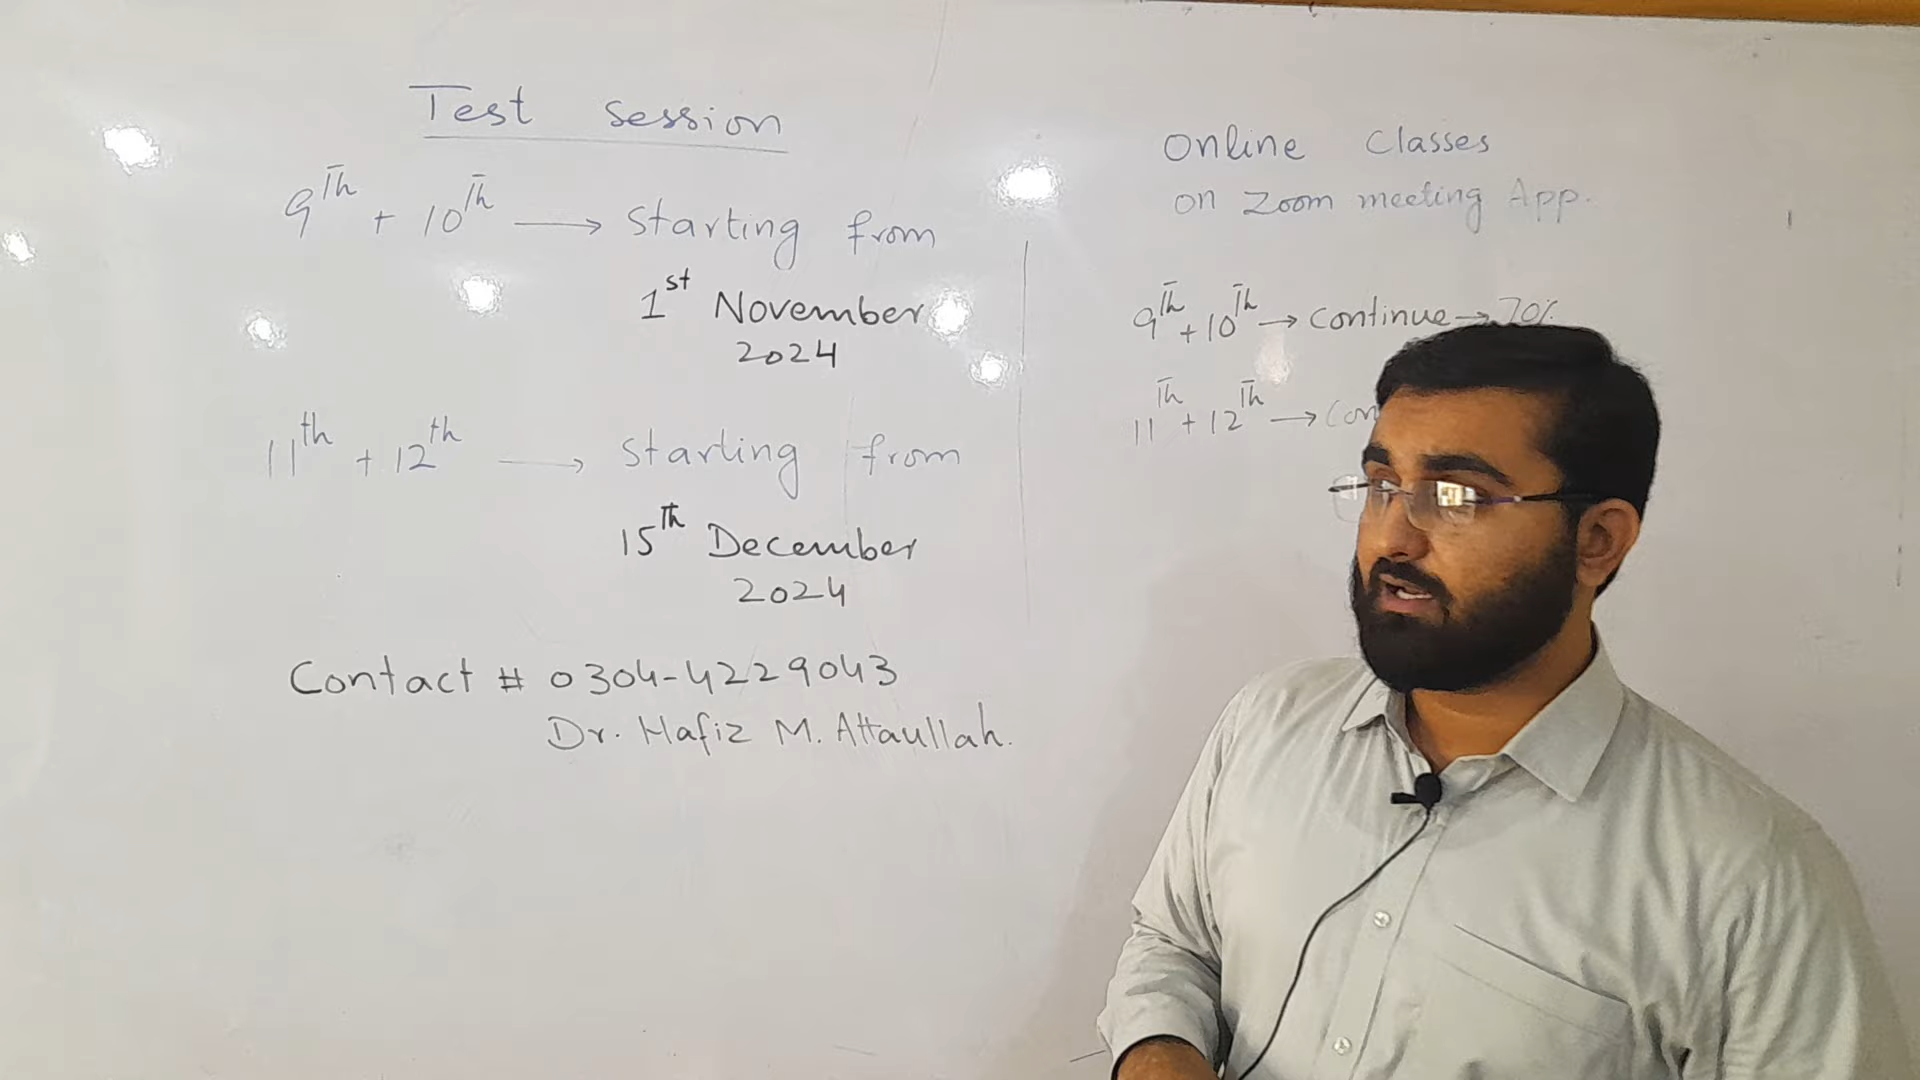 Test session
9th + 10th → starting from
1st November
2024
11th + 12th → starting from
15th December
2024
Contact # 0304-4229043
Dr. Hafiz M. Attaullah.
Online Classes
on Zoom meeting App.
9th + 10th → continue → 70%
11th + 12th →